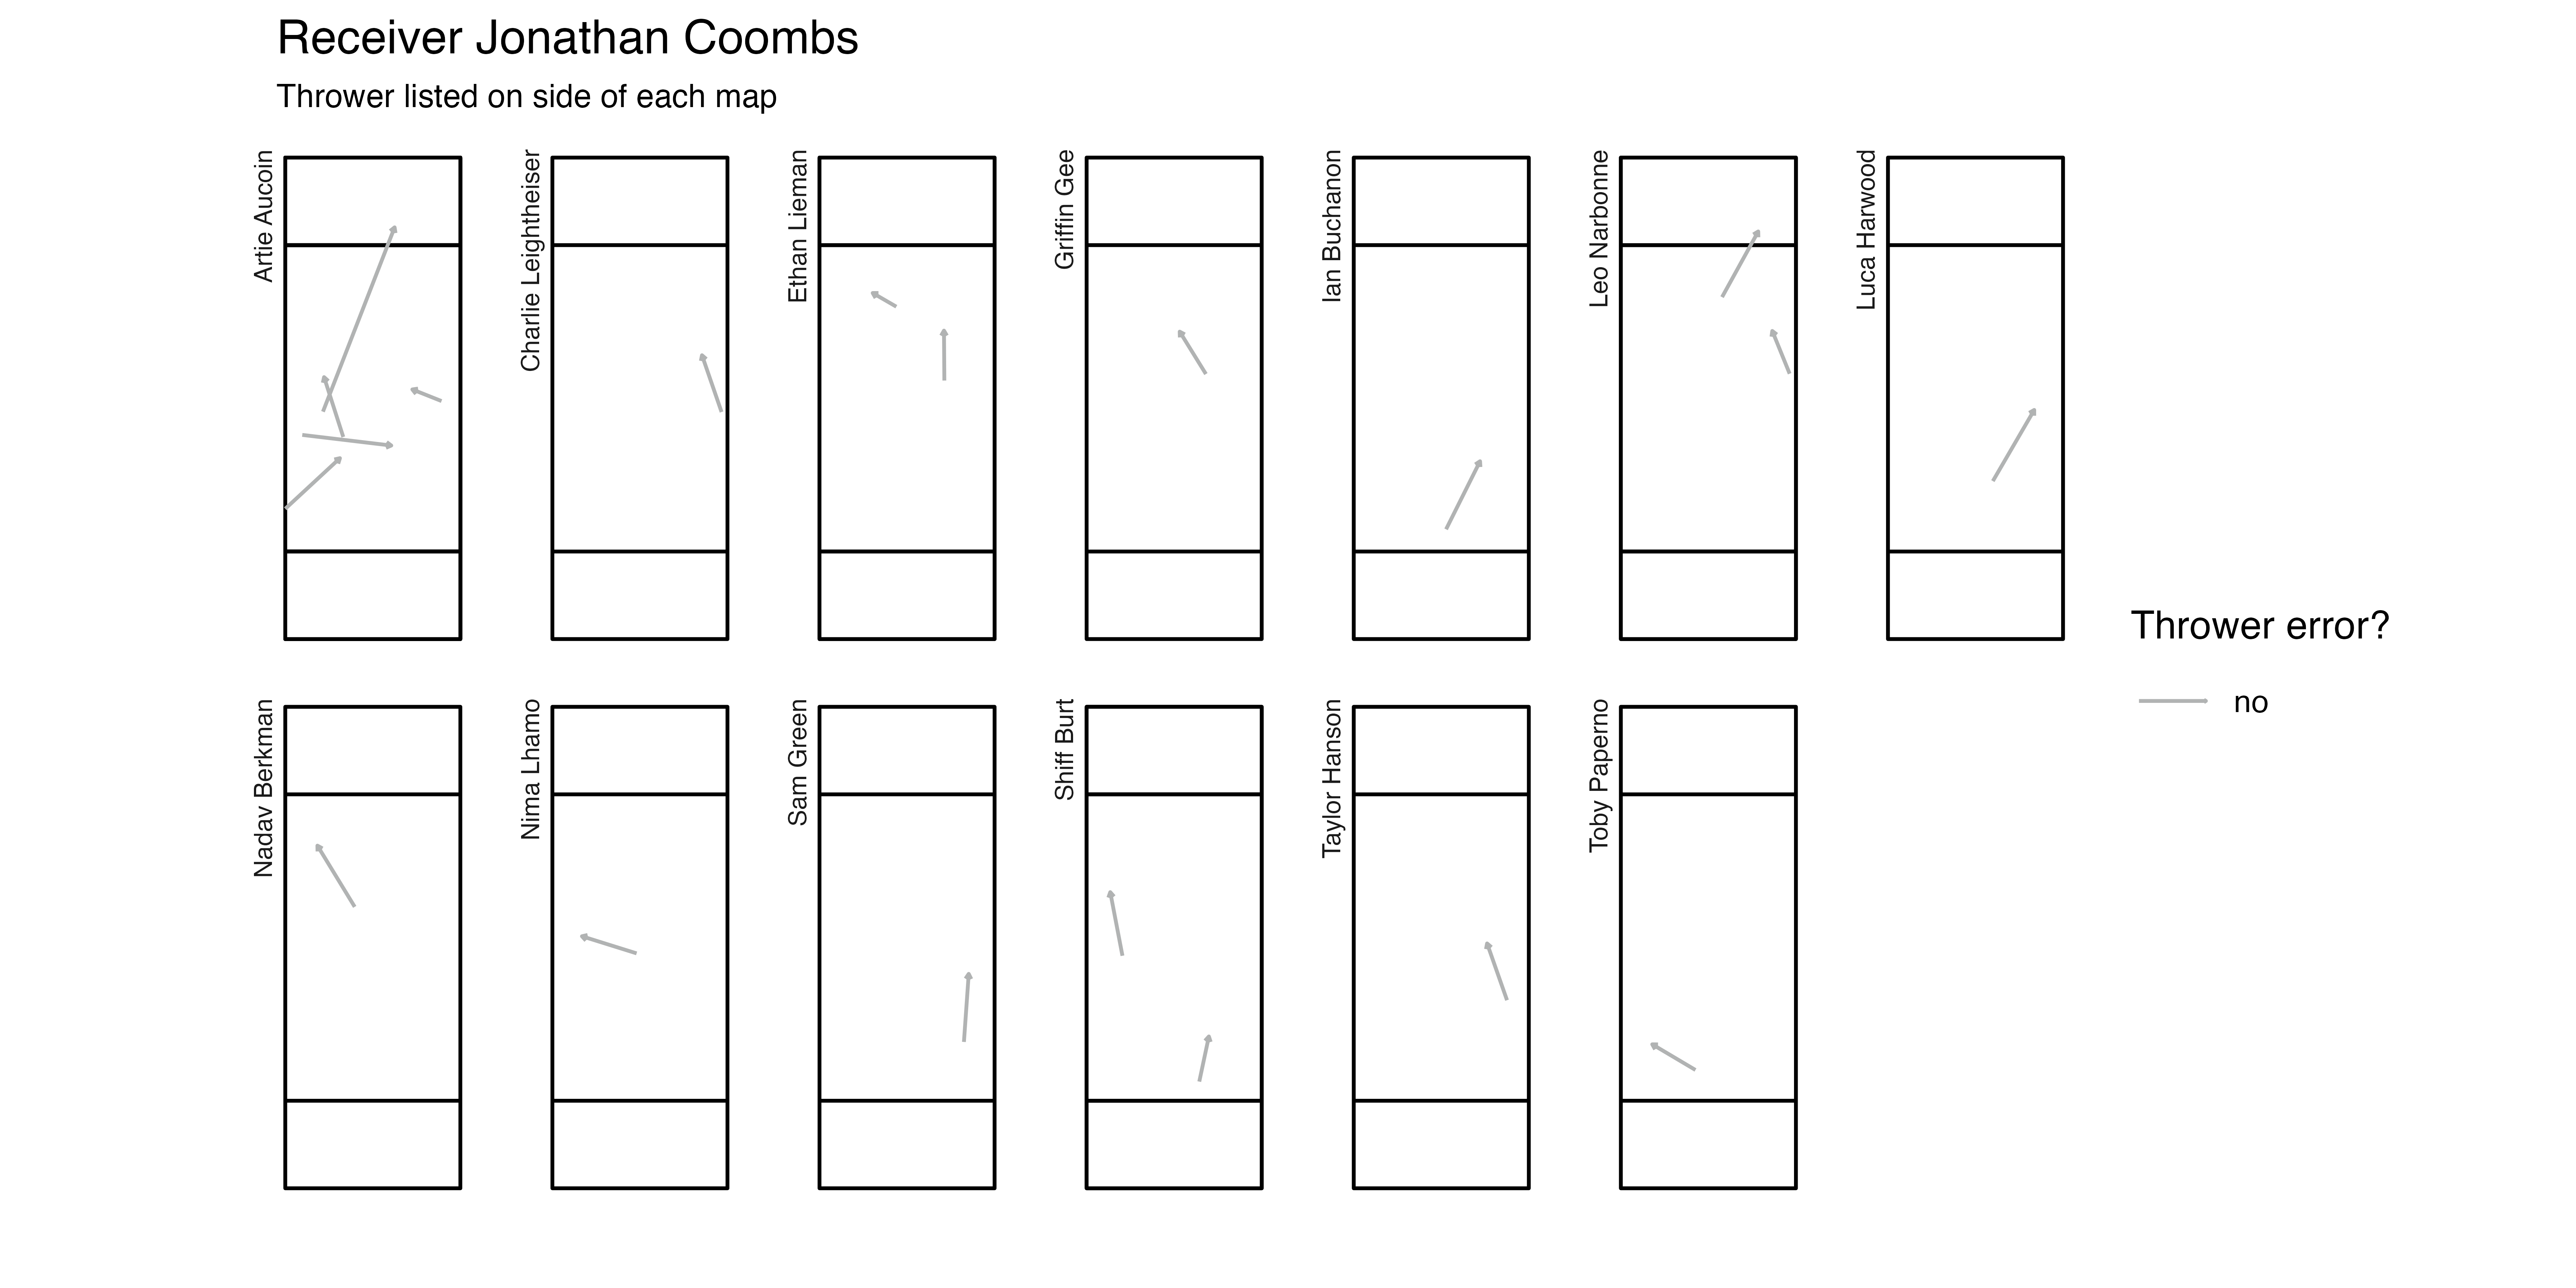 Receiver Jonathan Coombs
Thrower listed on side of each map
Artie Aucoin
Charlie Leightheiser
Ethan Lieman
Griffin Gee
Ian Buchanon
Leo Narbonne
Luca Harwood
Thrower error?
no
Nadav Berkman
Nima Lhamo
Sam Green
Shiff Burt
Taylor Hanson
Toby Paperno